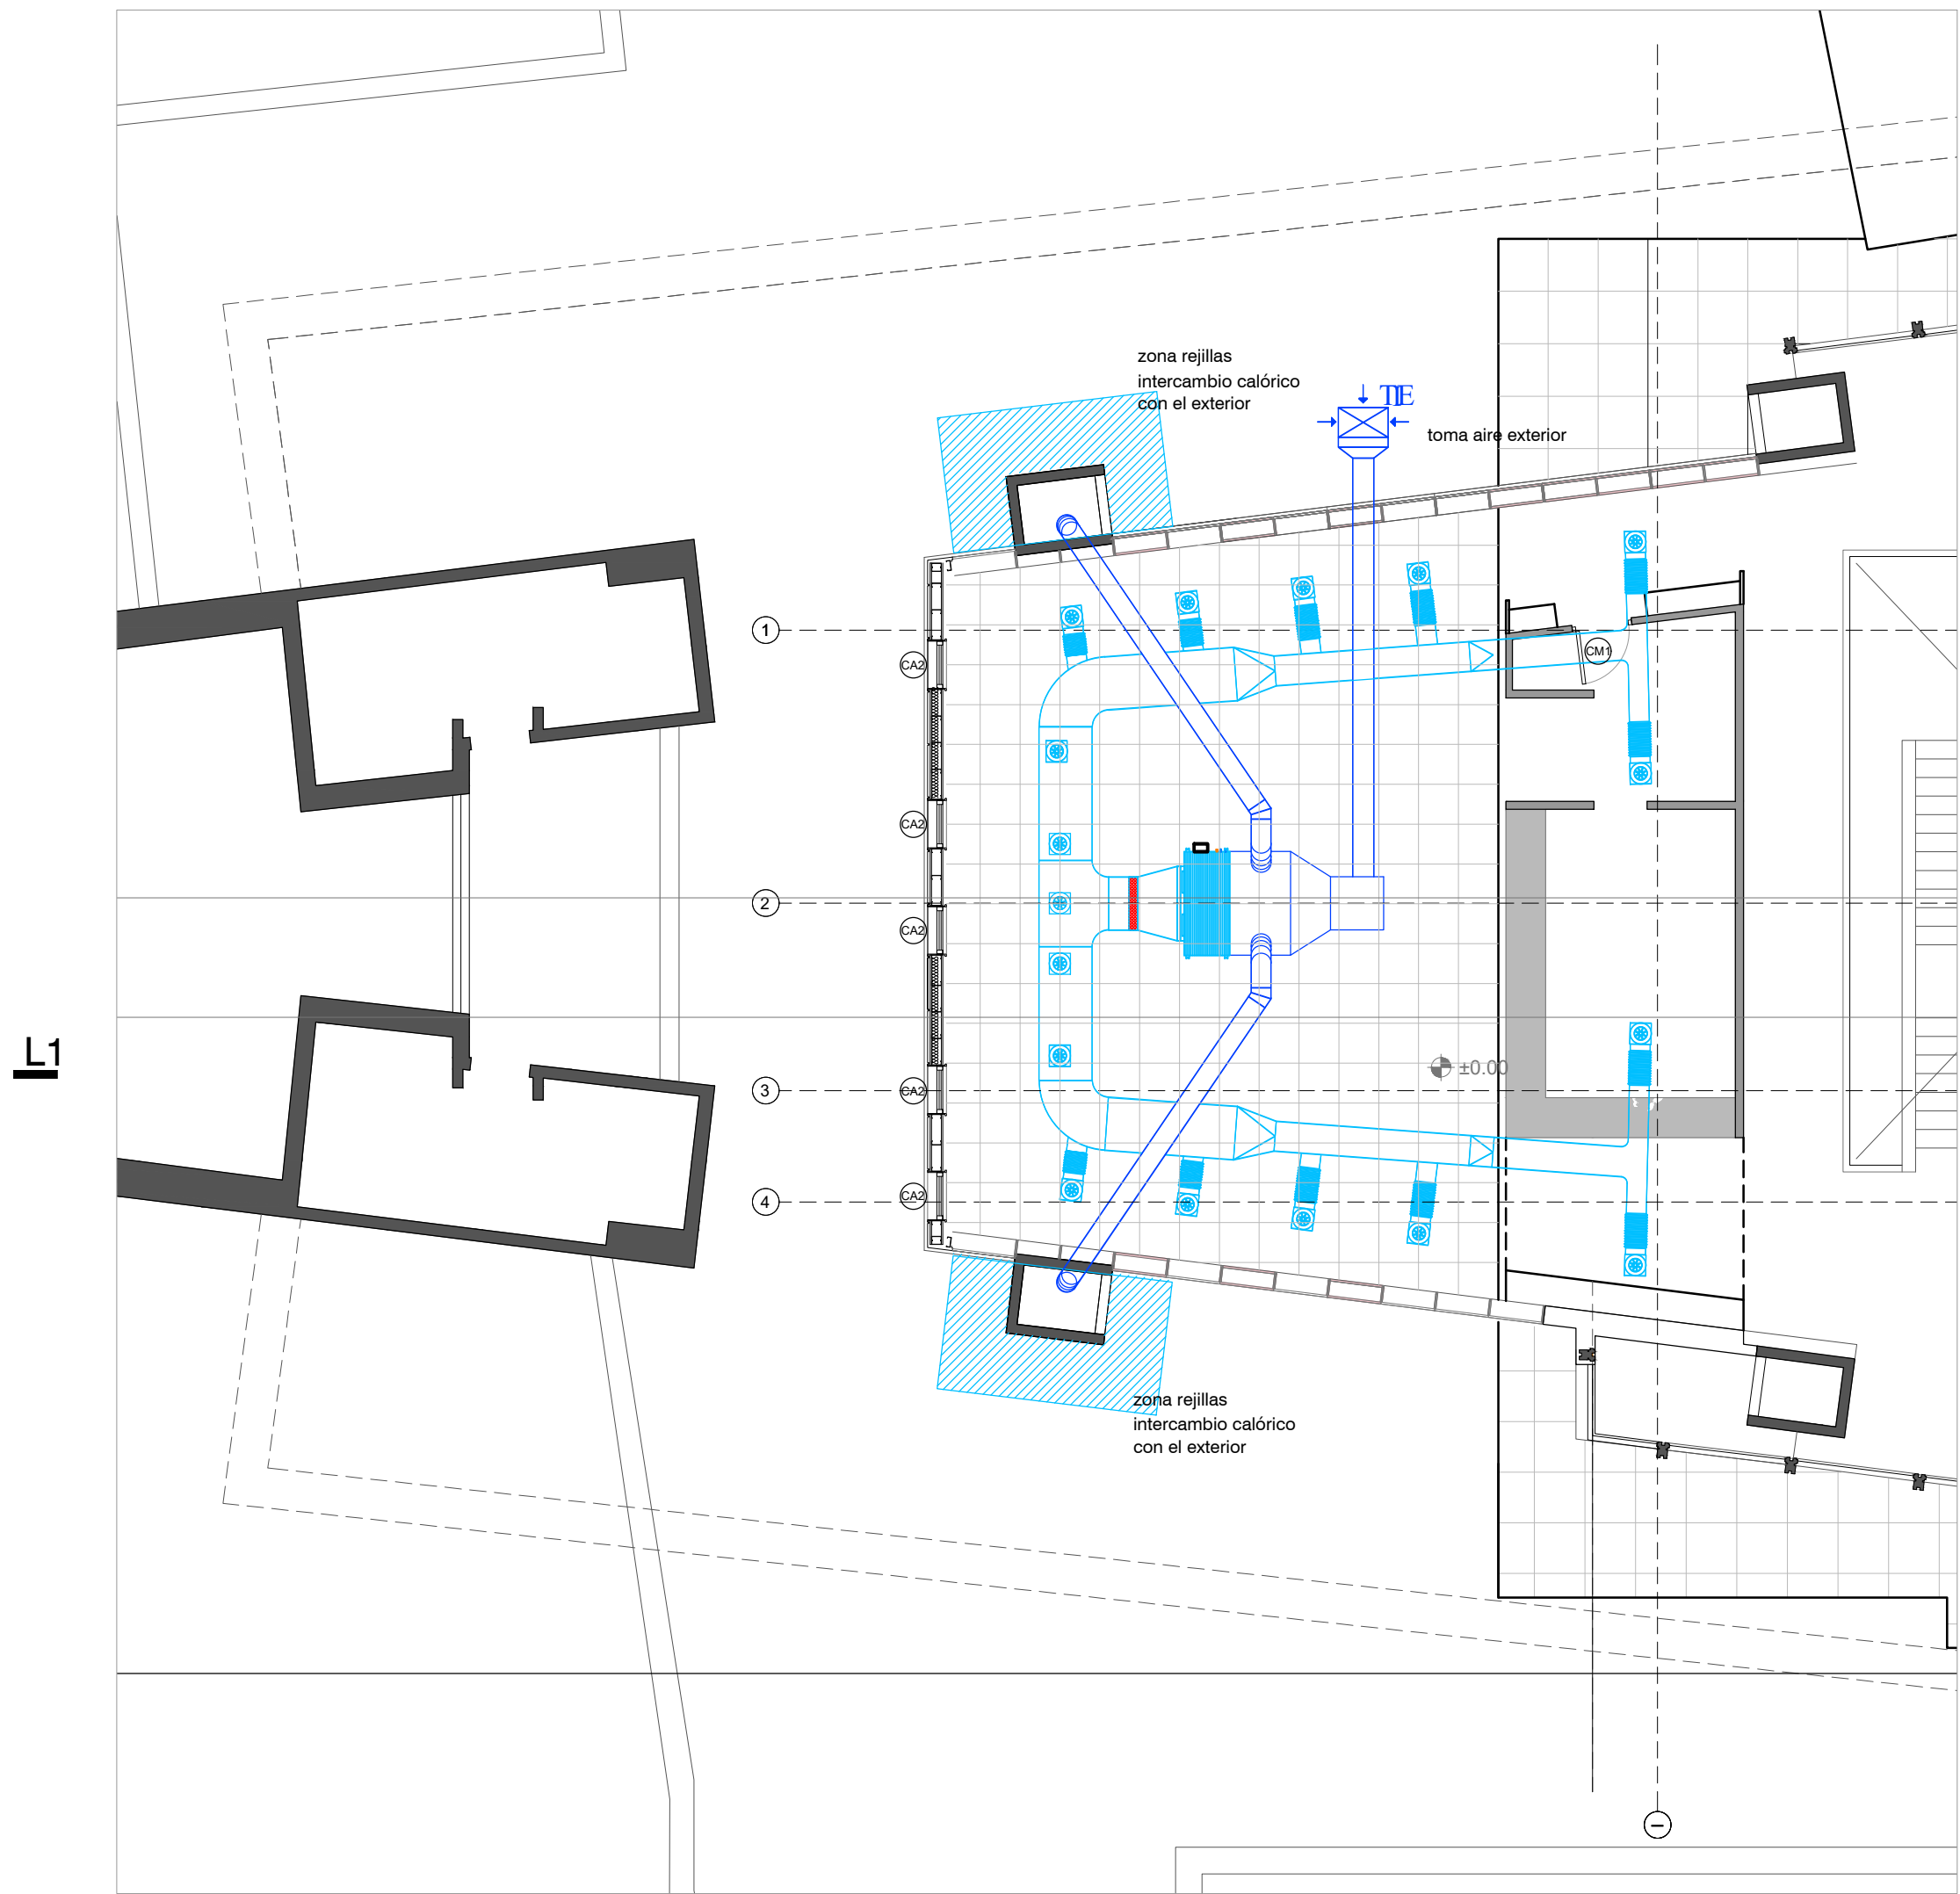 zona rejillas
intercambio calórico
con el exterior
TIE
toma aire exterior
1
CM1
CA2
CA2
2
CA2
L1
±0.00
3
CA2
4
CA2
zona rejillas
intercambio calórico
con el exterior